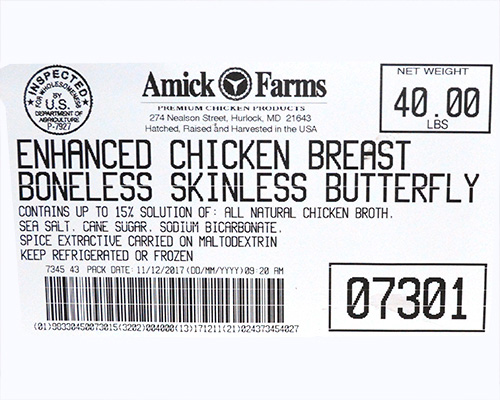 INSPECTED
FOR WHOLESOMENESS
BY
U.S.
DEPARTMENT OF
AGRICULTURE
P-7927
Amick Farms
PREMIUM CHICKEN PRODUCTS
274 Nealson Street, Hurlock, MD 21643
Hatched, Raised and Harvested in the USA
NET WEIGHT
40.00
LBS
ENHANCED CHICKEN BREAST
BONELESS SKINLESS BUTTERFLY
CONTAINS UP TO 15% SOLUTION OF: ALL NATURAL CHICKEN BROTH.
SEA SALT. CANE SUGAR. SODIUM BICARBONATE.
SPICE EXTRACTIVE CARRIED ON MALTODEXTRIN
KEEP REFRIGERATED OR FROZEN
7345 43 PACK DATE: 11/12/2017(DD/MM/YYYY)09:20 AM
(01)98330450073015(3202)004000(13)171211(21)024373454027
07301